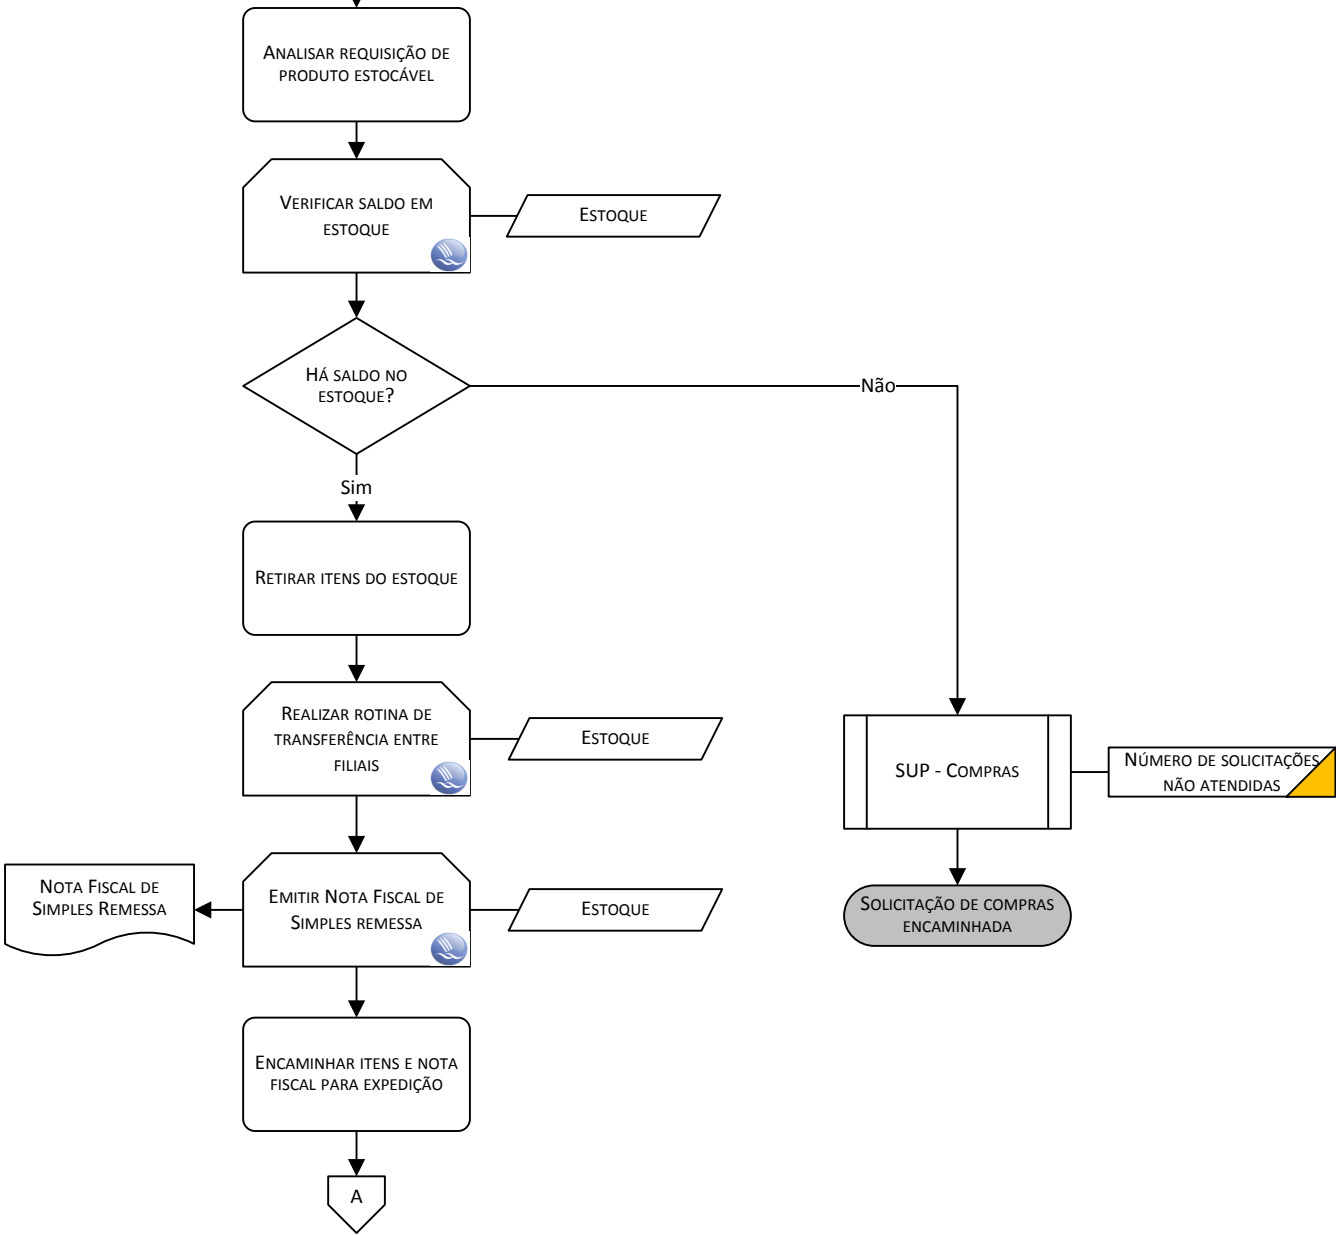 Analisar requisição de
produto estocável
Verificar saldo em
estoque
Estoque
Há saldo no
estoque?
Não
Sim
Retirar itens do estoque
Realizar rotina de
transferência entre
filiais
Estoque
SUP - Compras
Número de solicitações
não atendidas
Nota Fiscal de
Simples Remessa
Emitir Nota Fiscal de
Simples remessa
Estoque
Solicitação de compras
encaminhada
Encaminhar itens e nota
fiscal para expedição
A